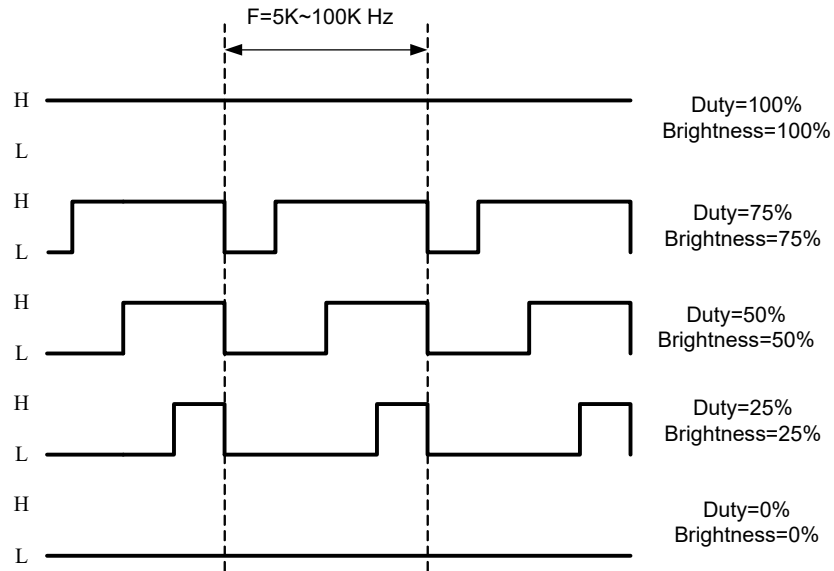 F=5K~100K Hz
H
L
Duty=100%
Brightness=100%
H
L
Duty=75%
Brightness=75%
H
L
Duty=50%
Brightness=50%
H
L
Duty=25%
Brightness=25%
H
L
Duty=0%
Brightness=0%